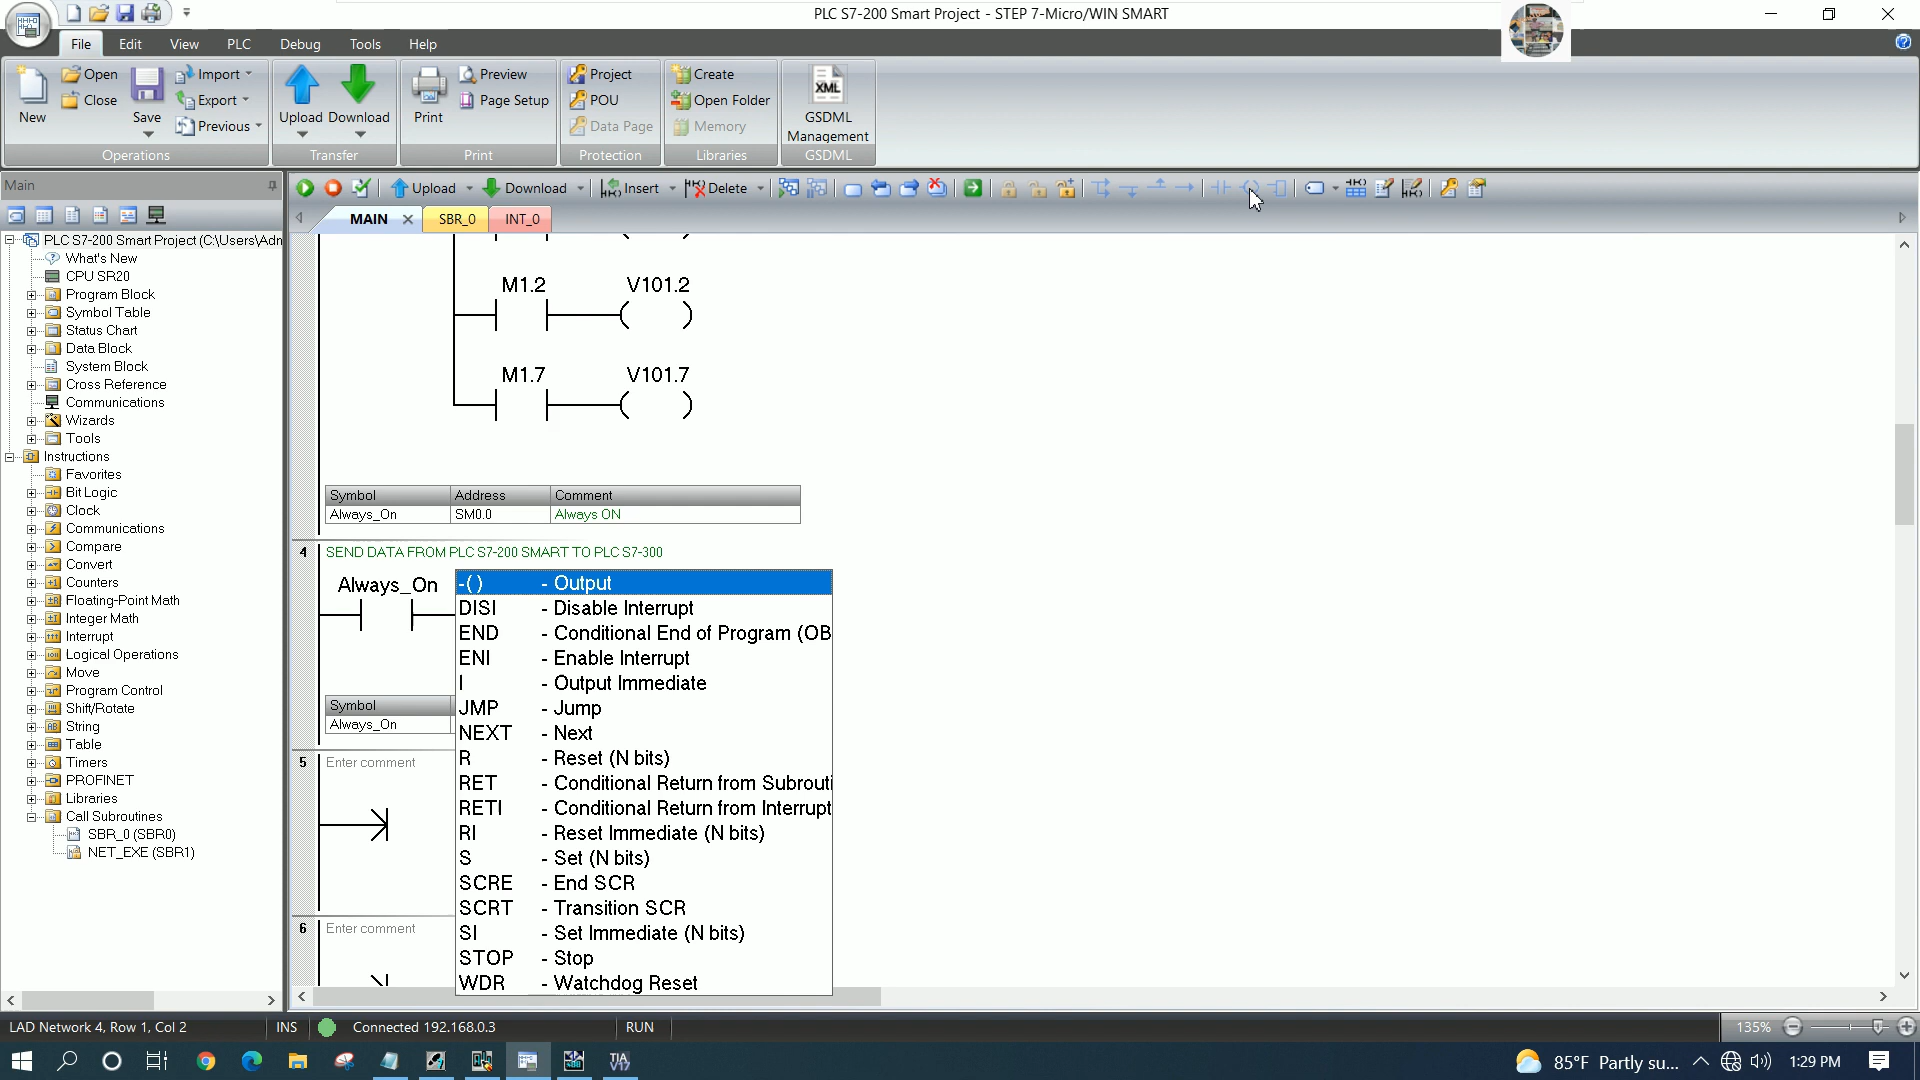 PLC S7-200 Smart Project - STEP 7-Micro/WIN SMART
File Edit View PLC Debug Tools Help
New
Open
Close
Save
Import
Export
Previous
Operations
Upload
Download
Transfer
Print
Preview
Page Setup
Print
Project
POU
Data Page
Protection
Create
Open Folder
Memory
Libraries
XML
GSDML
Management
GSDML
Main
Upload Download Insert Delete
MAIN SBR_0 INT_0
PLC S7-200 Smart Project (C:\Users\Adn
What's New
CPU SR20
Program Block
Symbol Table
Status Chart
Data Block
System Block
Cross Reference
Communications
Wizards
Tools
Instructions
Favorites
Bit Logic
Clock
Communications
Compare
Convert
Counters
Floating-Point Math
Integer Math
Interrupt
Logical Operations
Move
Program Control
Shift/Rotate
String
Table
Timers
PROFINET
Libraries
Call Subroutines
SBR_0 (SBR0)
NET_EXE (SBR1)
M1.2 V101.2
M1.7 V101.7
Symbol Address Comment
Always_On SM0.0 Always ON
4 SEND DATA FROM PLC S7-200 SMART TO PLC S7-300
Always_On
-( ) - Output
DISI - Disable Interrupt
END - Conditional End of Program (OB
ENI - Enable Interrupt
I - Output Immediate
JMP - Jump
NEXT - Next
R - Reset (N bits)
RET - Conditional Return from Subrouti
RETI - Conditional Return from Interrupt
RI - Reset Immediate (N bits)
S - Set (N bits)
SCRE - End SCR
SCRT - Transition SCR
SI - Set Immediate (N bits)
STOP - Stop
WDR - Watchdog Reset
Symbol
Always_On
5 Enter comment
6 Enter comment
LAD Network 4, Row 1, Col 2 INS Connected 192.168.0.3 RUN 135%
TIA
V17
85°F Partly su... 1:29 PM